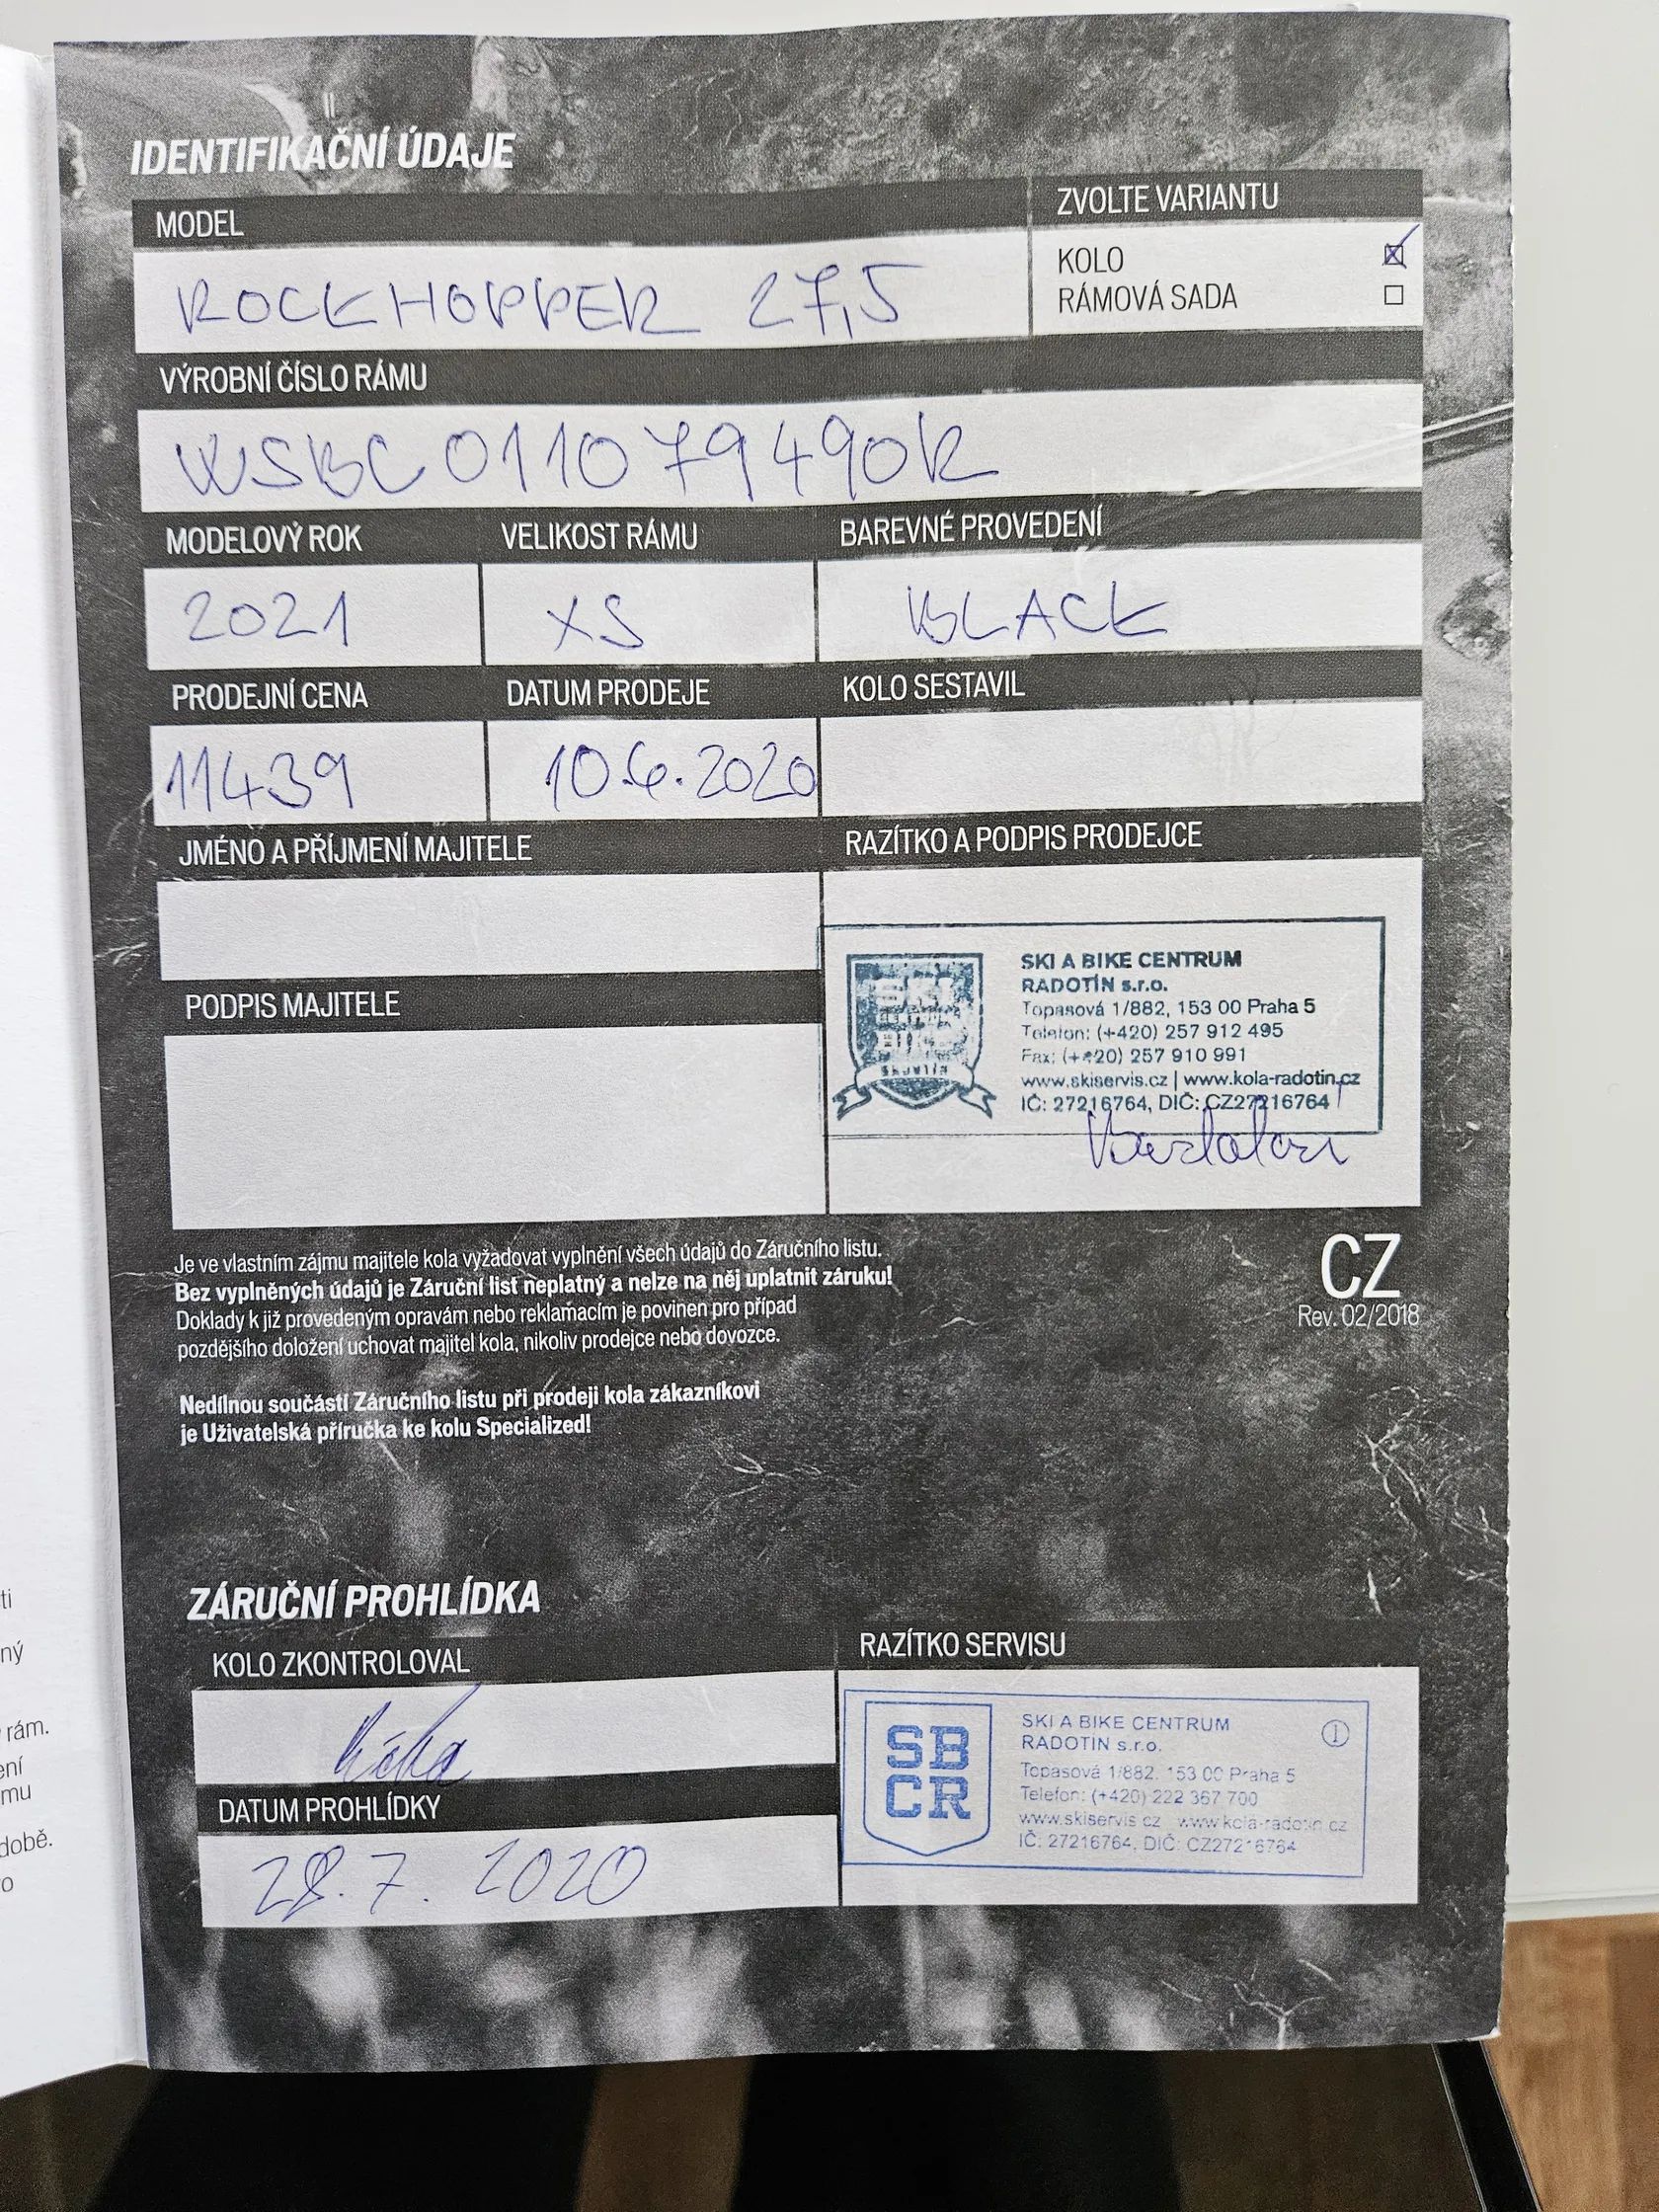 IDENTIFIKAČNÍ ÚDAJE
MODEL
ROCKHOPPER 27,5
ZVOLTE VARIANTU
KOLO
RÁMOVÁ SADA
VÝROBNÍ ČÍSLO RÁMU
WSBC011079490R
MODELOVÝ ROK
2021
VELIKOST RÁMU
XS
BAREVNÉ PROVEDENÍ
BLACK
PRODEJNÍ CENA
11439
DATUM PRODEJE
10.6.2020
KOLO SESTAVIL
JMÉNO A PŘÍJMENÍ MAJITELE
PODPIS MAJITELE
RAZÍTKO A PODPIS PRODEJCE
SKI A BIKE CENTRUM
RADOTÍN s.r.o.
Topasová 1/882, 153 00 Praha 5
Telefon: (+420) 257 912 495
Fax: (+420) 257 910 991
www.skiservis.cz | www.kola-radotin.cz
IČ: 27216764, DIČ: CZ27216764
Je ve vlastním zájmu majitele kola vyžadovat vyplnění všech údajů do Záručního listu.
Bez vyplněných údajů je Záruční list neplatný a nelze na něj uplatnit záruku!
Doklady k již provedeným opravám nebo reklamacím je povinen pro případ
pozdějšího doložení uchovat majitel kola, nikoliv prodejce nebo dovozce.
CZ
Rev. 02/2018
Nedílnou součástí Záručního listu při prodeji kola zákazníkovi
je Uživatelská příručka ke kolu Specialized!
ZÁRUČNÍ PROHLÍDKA
KOLO ZKONTROLOVAL
DATUM PROHLÍDKY
28.7.2020
RAZÍTKO SERVISU
SB
CR
SKI A BIKE CENTRUM
RADOTÍN s.r.o.
1
Topasová 1/882, 153 00 Praha 5
Telefon: (+420) 222 367 700
www.skiservis.cz www.kola-radotin.cz
IČ: 27216764, DIČ: CZ27216764
rám.
době.